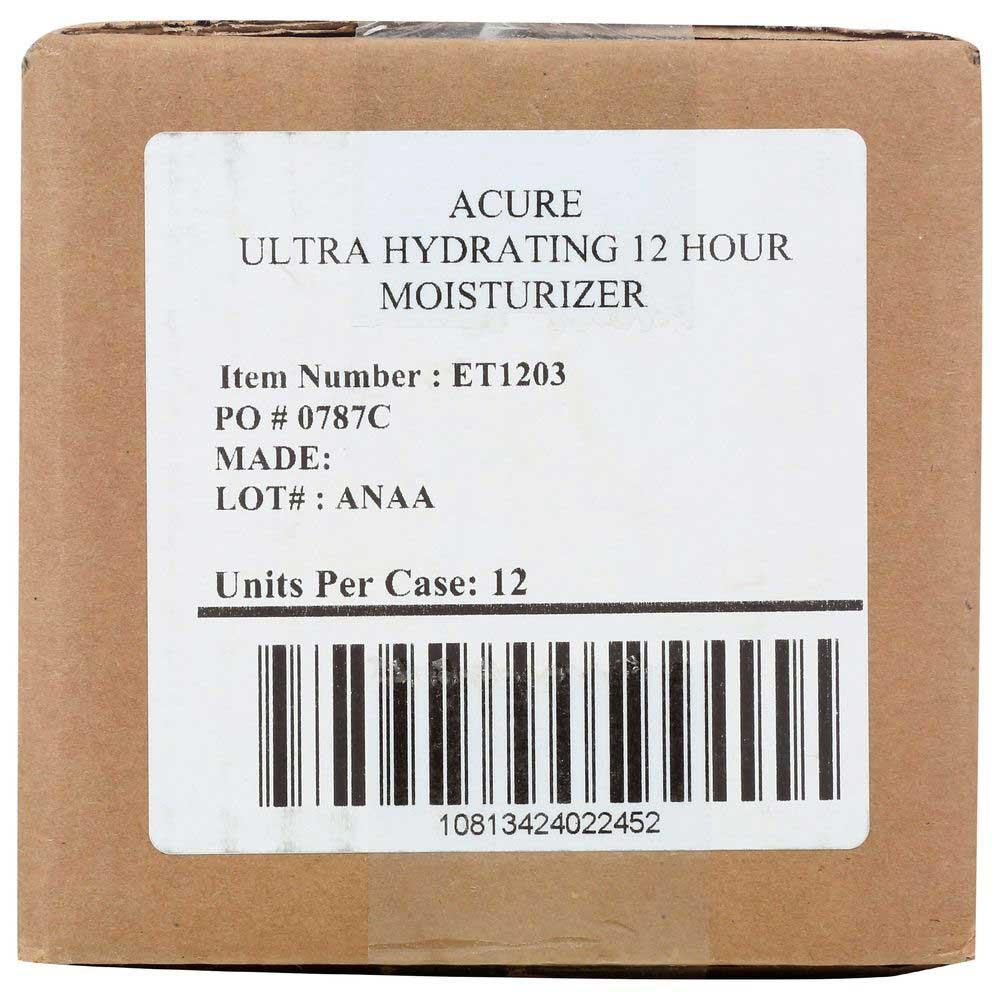 ACURE
ULTRA HYDRATING 12 HOUR
MOISTURIZER
Item Number : ET1203
PO # 0787C
MADE:
LOT# : ANAA
Units Per Case: 12
10813424022452